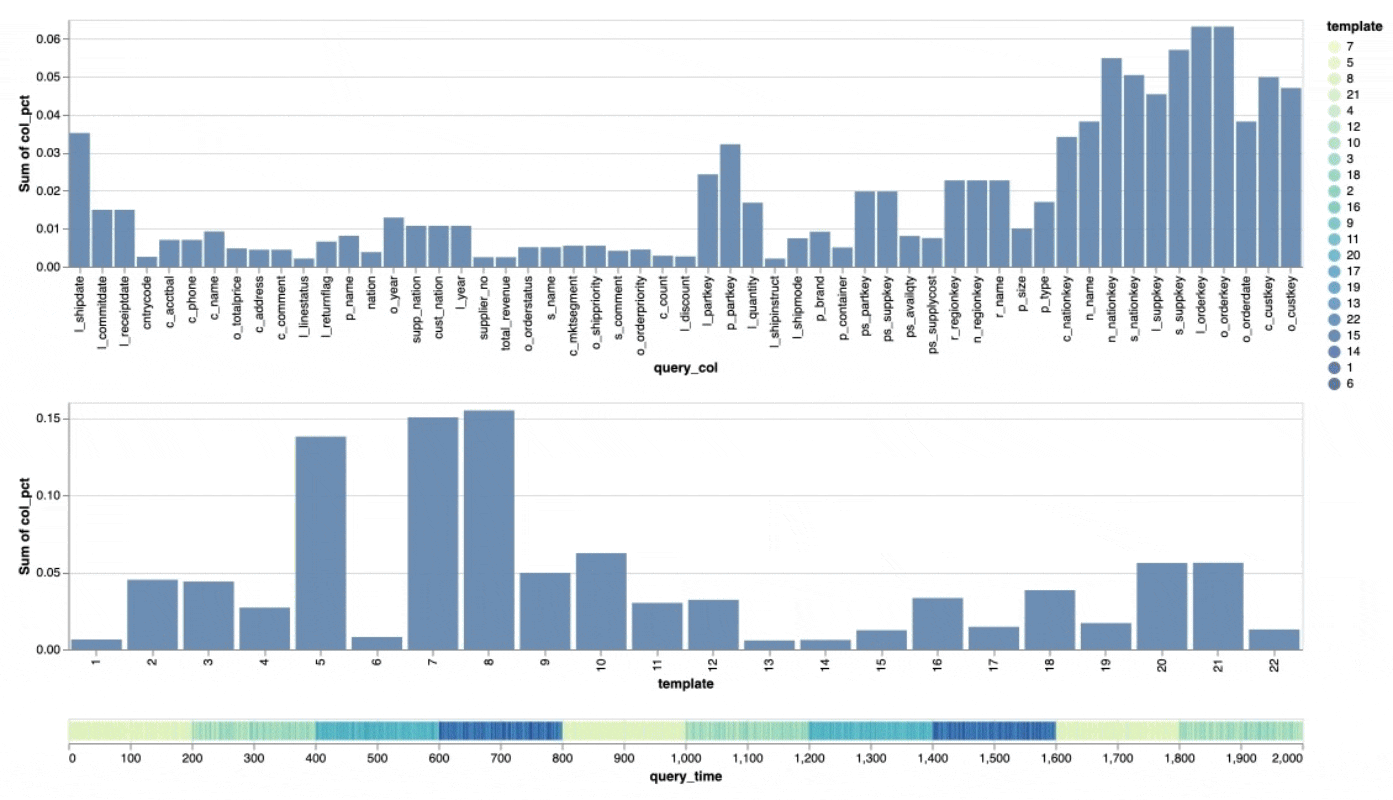 Sum of col_pct
0.06
0.05
0.04
0.03
0.02
0.01
0.00
l_shipdate
l_commitdate
l_receiptdate
cntrycode
c_acctbal
c_phone
c_name
o_totalprice
c_address
c_comment
l_linestatus
l_returnflag
p_name
nation
o_year
supp_nation
cust_nation
l_year
supplier_no
total_revenue
o_orderstatus
s_name
c_mktsegment
o_shippriority
s_comment
o_orderpriority
c_count
l_discount
l_partkey
p_partkey
l_quantity
l_shipinstruct
l_shipmode
p_brand
p_container
ps_partkey
ps_suppkey
ps_availqty
ps_supplycost
r_regionkey
n_regionkey
r_name
p_size
p_type
c_nationkey
n_name
n_nationkey
s_nationkey
l_suppkey
s_suppkey
l_orderkey
o_orderkey
o_orderdate
c_custkey
o_custkey
query_col
template
7
5
8
21
4
12
10
3
18
2
16
9
11
20
17
19
13
22
15
14
1
6
Sum of col_pct
0.15
0.10
0.05
0.00
1 2 3 4 5 6 7 8 9 10 11 12 13 14 15 16 17 18 19 20 21 22
template
0 100 200 300 400 500 600 700 800 900 1,000 1,100 1,200 1,300 1,400 1,500 1,600 1,700 1,800 1,900 2,000
query_time